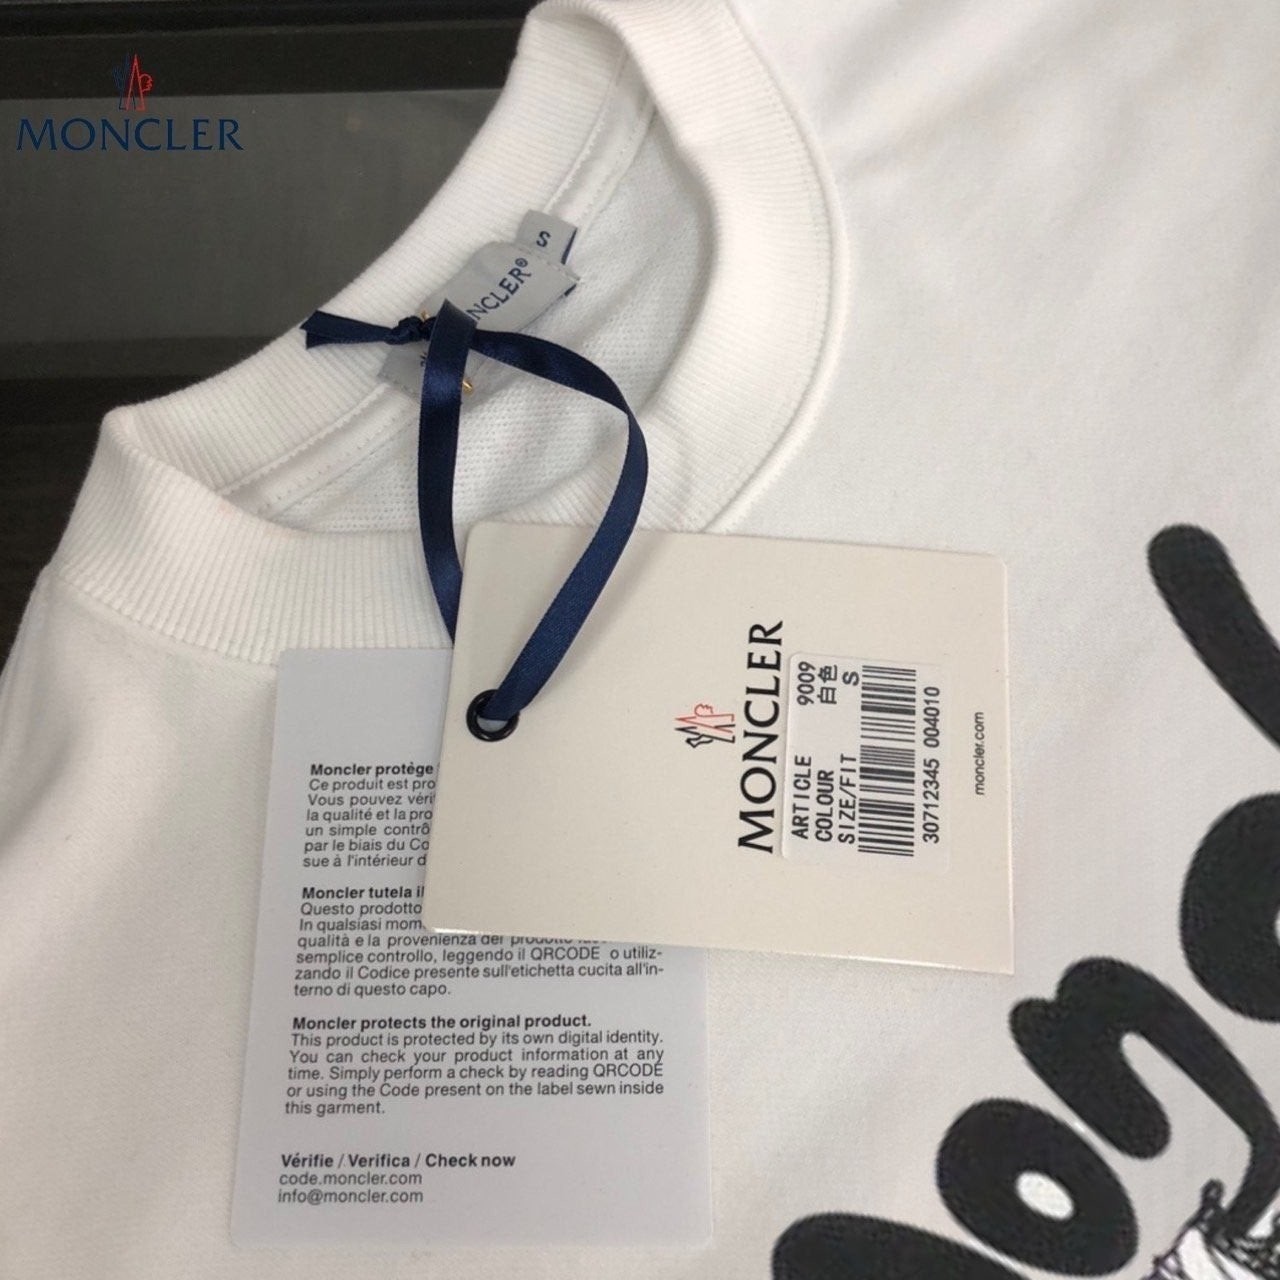 MONCLER
S
NCLER®
MONCLER
ARTICLE 9009
COLOUR 白色
SIZE/FIT S
30712345 004010
moncler.com
Moncler protège
Ce produit est pro
Vous pouvez véri
la qualité et la pro
un simple contrô
par le biais du Co
sue à l'intérieur d
Moncler tutela il
Questo prodotto
In qualsiasi mom
qualità e la provenienza del prodotto
semplice controllo, leggendo il QRCODE o utiliz-
zando il Codice presente sull'etichetta cucita all'in-
terno di questo capo.
Moncler protects the original product.
This product is protected by its own digital identity.
You can check your product information at any
time. Simply perform a check by reading QRCODE
or using the Code present on the label sewn inside
this garment.
Vérifie / Verifica / Check now
code.moncler.com
info@moncler.com